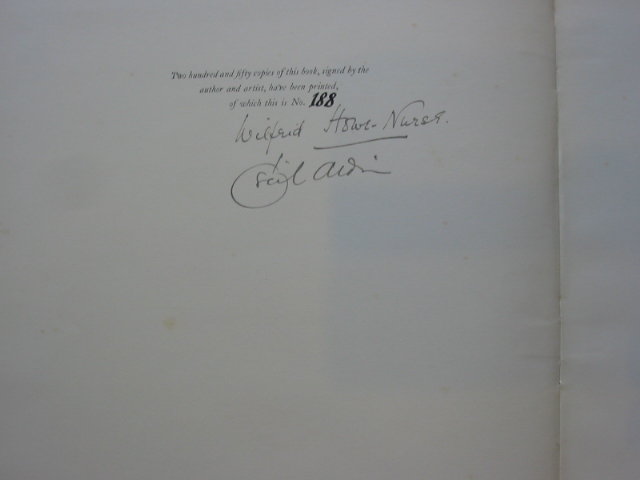 Two hundred and fifty copies of this book, signed by the
author and artist, have been printed,
of which this is No. 188
Wilfrid Howe-Nurse.
Cecil Aldin